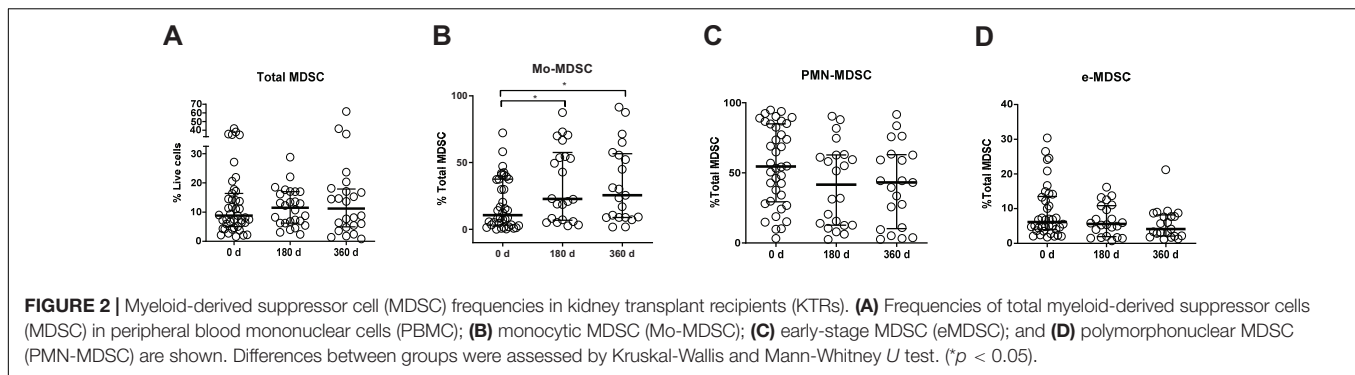 A
B
C
D
Total MDSC
Mo-MDSC
PMN-MDSC
e-MDSC
% Live cells
70
60
50
40
30
20
10
0
0 d 180 d 360 d
% Total MDSC
100
50
0
*
*
0 d 180 d 360 d
%Total MDSC
100
50
0
0 d 180 d 360 d
%Total MDSC
40
30
20
10
0
0 d 180 d 360 d
FIGURE 2 | Myeloid-derived suppressor cell (MDSC) frequencies in kidney transplant recipients (KTRs). (A) Frequencies of total myeloid-derived suppressor cells
(MDSC) in peripheral blood mononuclear cells (PBMC); (B) monocytic MDSC (Mo-MDSC); (C) early-stage MDSC (eMDSC); and (D) polymorphonuclear MDSC
(PMN-MDSC) are shown. Differences between groups were assessed by Kruskal-Wallis and Mann-Whitney U test. (*p < 0.05).